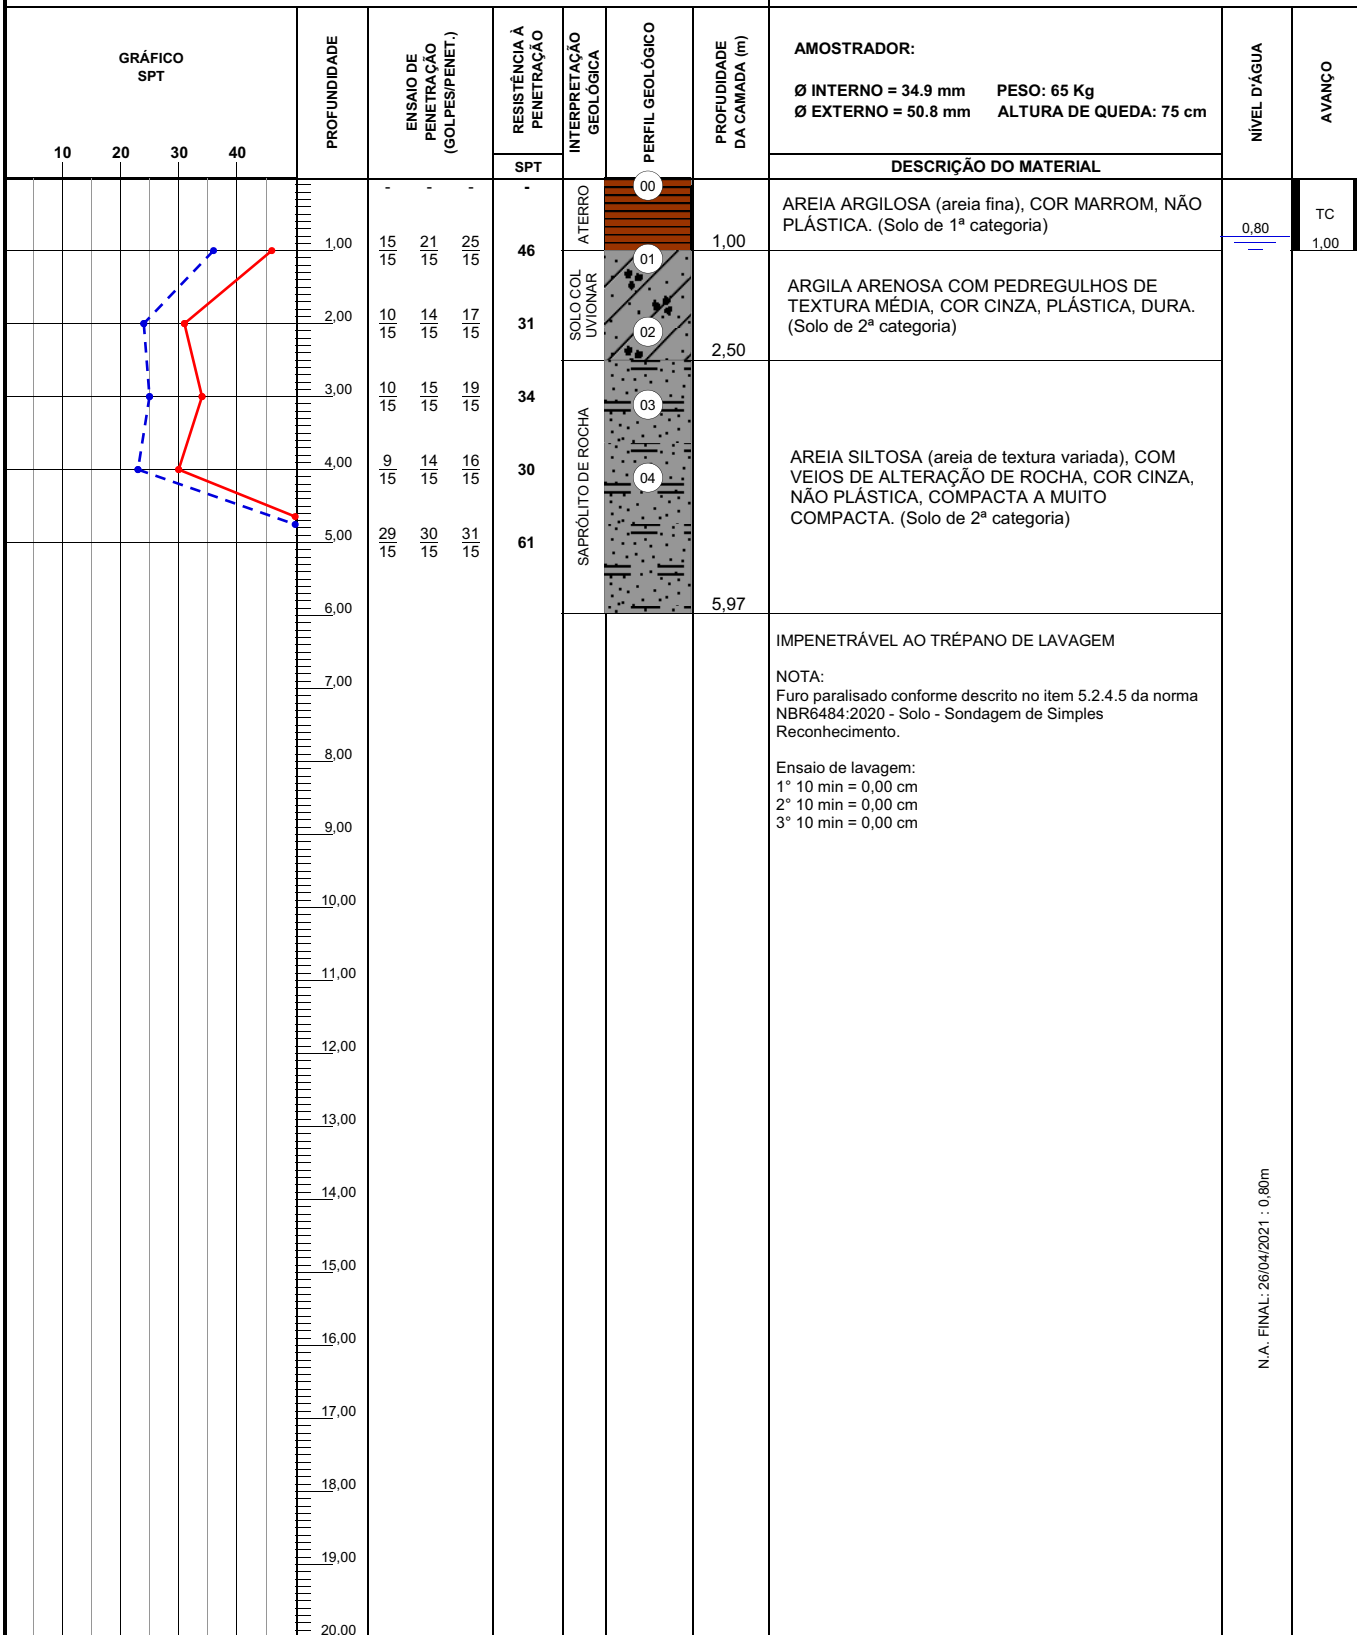 GRÁFICO
SPT
10 20 30 40
PROFUNDIDADE
ENSAIO DE
PENETRAÇÃO
(GOLPES/PENET.)
RESISTÊNCIA À
PENETRAÇÃO
SPT
INTERPRETAÇÃO
GEOLÓGICA
PERFIL GEOLÓGICO
PROFUDIDADE
DA CAMADA (m)
AMOSTRADOR:
Ø INTERNO = 34.9 mm PESO: 65 Kg
Ø EXTERNO = 50.8 mm ALTURA DE QUEDA: 75 cm
DESCRIÇÃO DO MATERIAL
NÍVEL D'ÁGUA
AVANÇO
- - - -
ATERRO
00
AREIA ARGILOSA (areia fina), COR MARROM, NÃO
PLÁSTICA. (Solo de 1ª categoria)
0,80
TC
1,00
1,00
15 21 25
15 15 15
46
1,00
SOLO COL
UVIONAR
01
02
ARGILA ARENOSA COM PEDREGULHOS DE
TEXTURA MÉDIA, COR CINZA, PLÁSTICA, DURA.
(Solo de 2ª categoria)
2,00
10 14 17
15 15 15
31
2,50
3,00
10 15 19
15 15 15
34
SAPRÓLITO DE ROCHA
03
04
4,00
9 14 16
15 15 15
30
AREIA SILTOSA (areia de textura variada), COM
VEIOS DE ALTERAÇÃO DE ROCHA, COR CINZA,
NÃO PLÁSTICA, COMPACTA A MUITO
COMPACTA. (Solo de 2ª categoria)
5,00
29 30 31
15 15 15
61
5,97
6,00
IMPENETRÁVEL AO TRÉPANO DE LAVAGEM
NOTA:
Furo paralisado conforme descrito no item 5.2.4.5 da norma
NBR6484:2020 - Solo - Sondagem de Simples
Reconhecimento.
Ensaio de lavagem:
1° 10 min = 0,00 cm
2° 10 min = 0,00 cm
3° 10 min = 0,00 cm
7,00
8,00
9,00
10,00
11,00
12,00
13,00
14,00
15,00
16,00
17,00
18,00
19,00
20,00
N.A. FINAL: 26/04/2021 : 0,80m